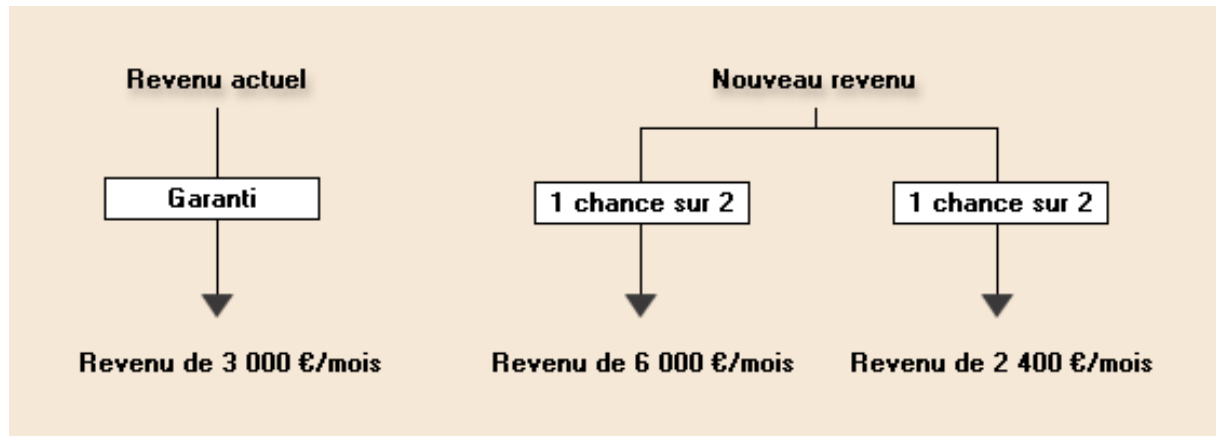 Revenu actuel
Nouveau revenu
Garanti
1 chance sur 2
1 chance sur 2
Revenu de 3 000 €/mois
Revenu de 6 000 €/mois
Revenu de 2 400 €/mois